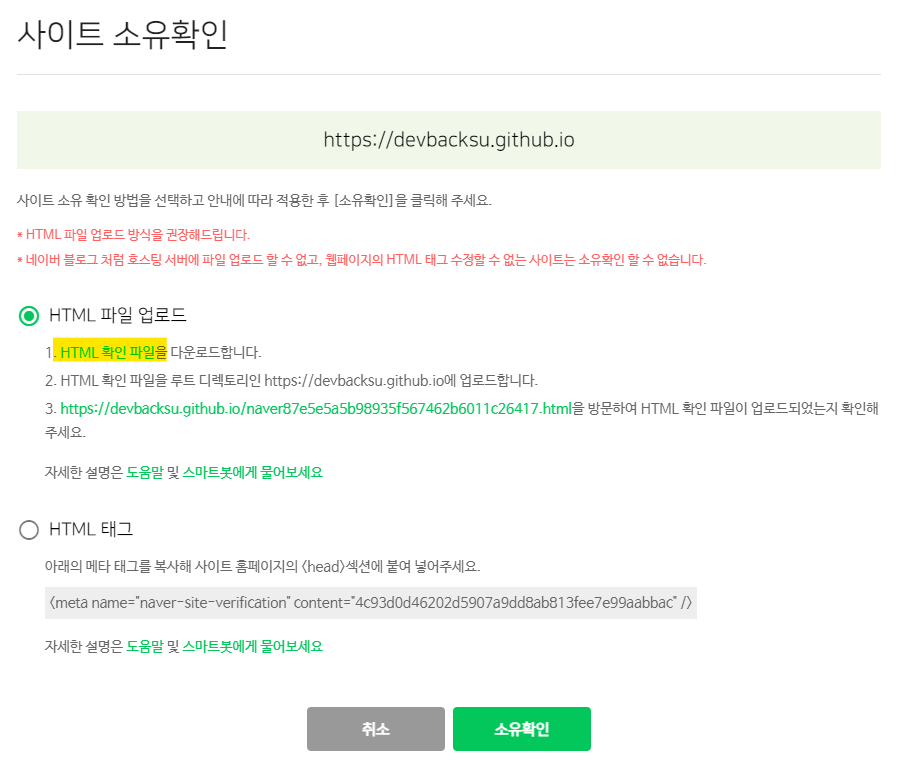 사이트 소유확인
https://devbacksu.github.io
사이트 소유 확인 방법을 선택하고 안내에 따라 적용한 후 [소유확인]을 클릭해 주세요.
* HTML 파일 업로드 방식을 권장해드립니다.
* 네이버 블로그 처럼 호스팅 서버에 파일 업로드 할 수 없고, 웹페이지의 HTML 태그 수정할 수 없는 사이트는 소유확인 할 수 없습니다.
HTML 파일 업로드
1. HTML 확인 파일을 다운로드합니다.
2. HTML 확인 파일을 루트 디렉토리인 https://devbacksu.github.io에 업로드합니다.
3. https://devbacksu.github.io/naver87e5e5a5b98935f567462b6011c26417.html을 방문하여 HTML 확인 파일이 업로드되었는지 확인해
주세요.
자세한 설명은 도움말 및 스마트봇에게 물어보세요
HTML 태그
아래의 메타 태그를 복사해 사이트 홈페이지의 <head>섹션에 붙여 넣어주세요.
<meta name="naver-site-verification" content="4c93d0d46202d5907a9dd8ab813fee7e99aabbac" />
자세한 설명은 도움말 및 스마트봇에게 물어보세요
취소
소유확인